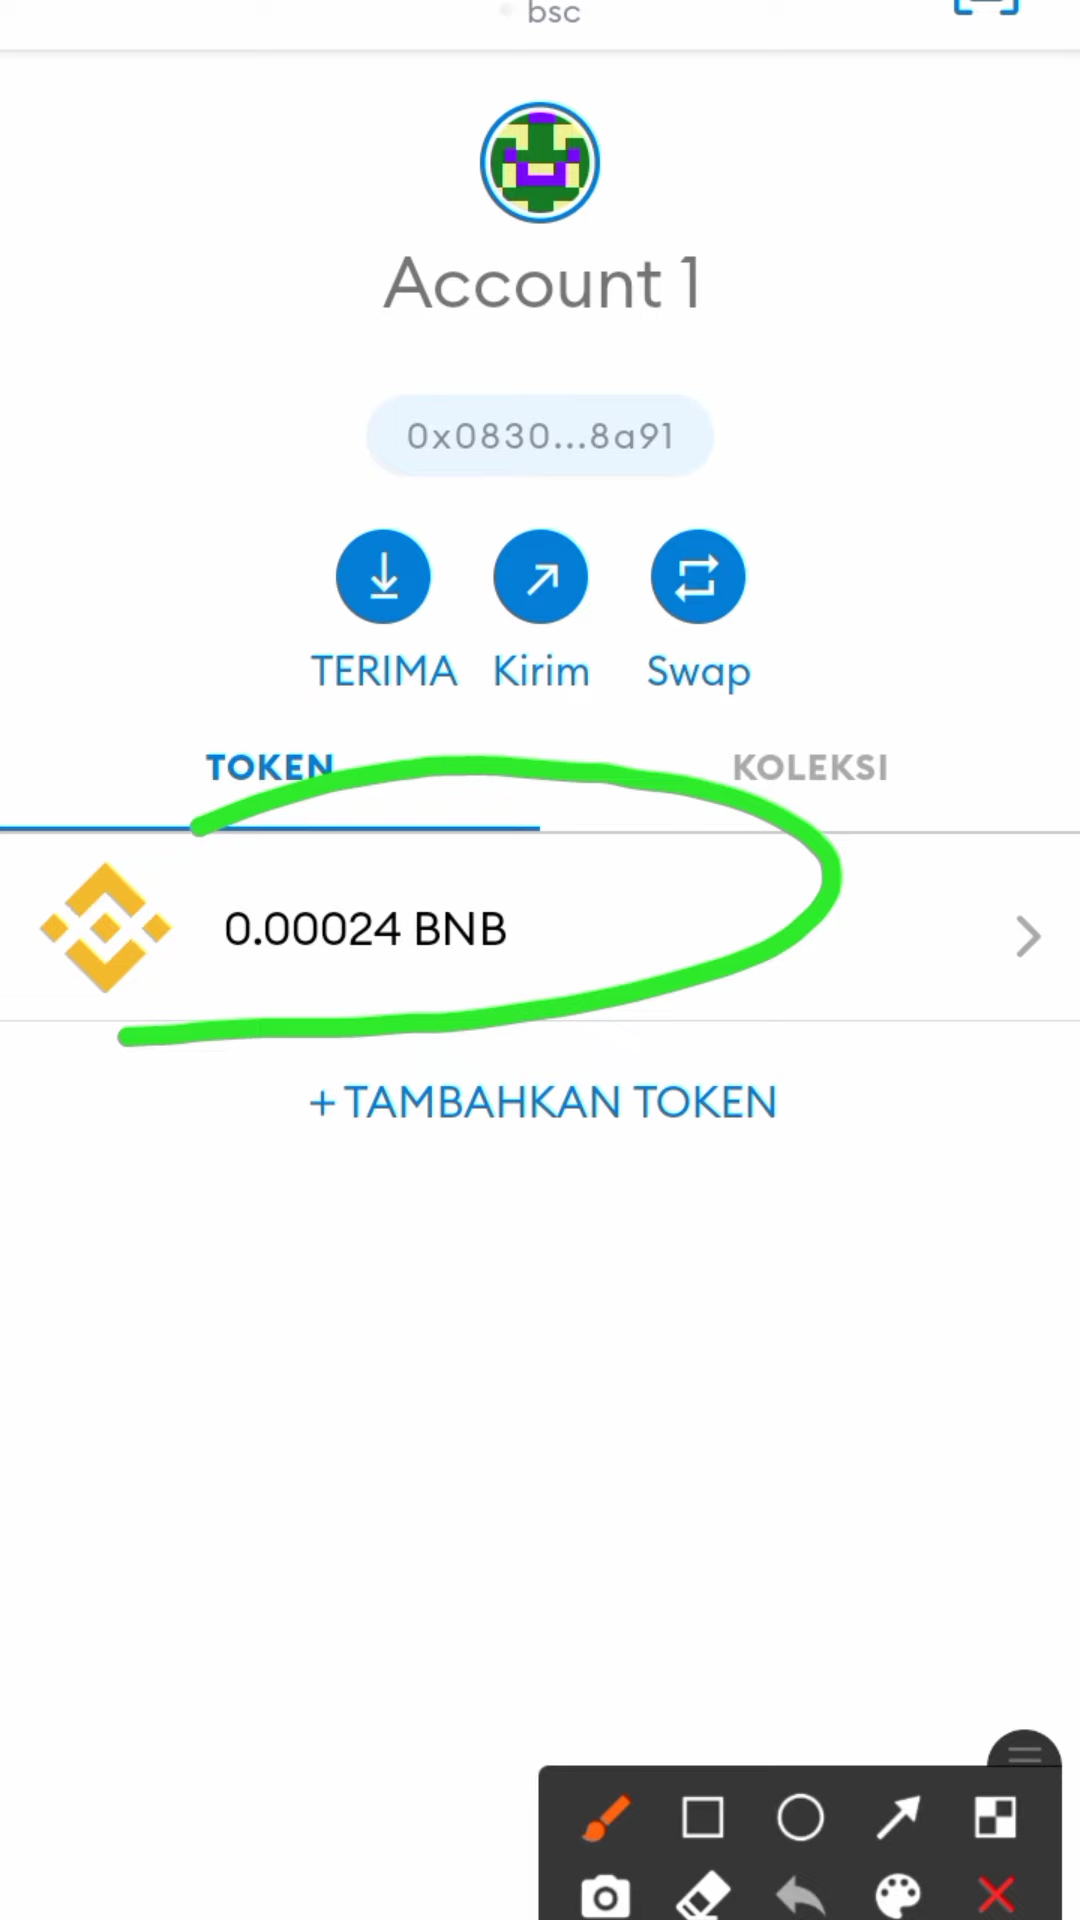 bsc
Account 1
0x0830...8a91
TERIMA Kirim Swap
TOKEN KOLEKSI
0.00024 BNB
+ TAMBAHKAN TOKEN